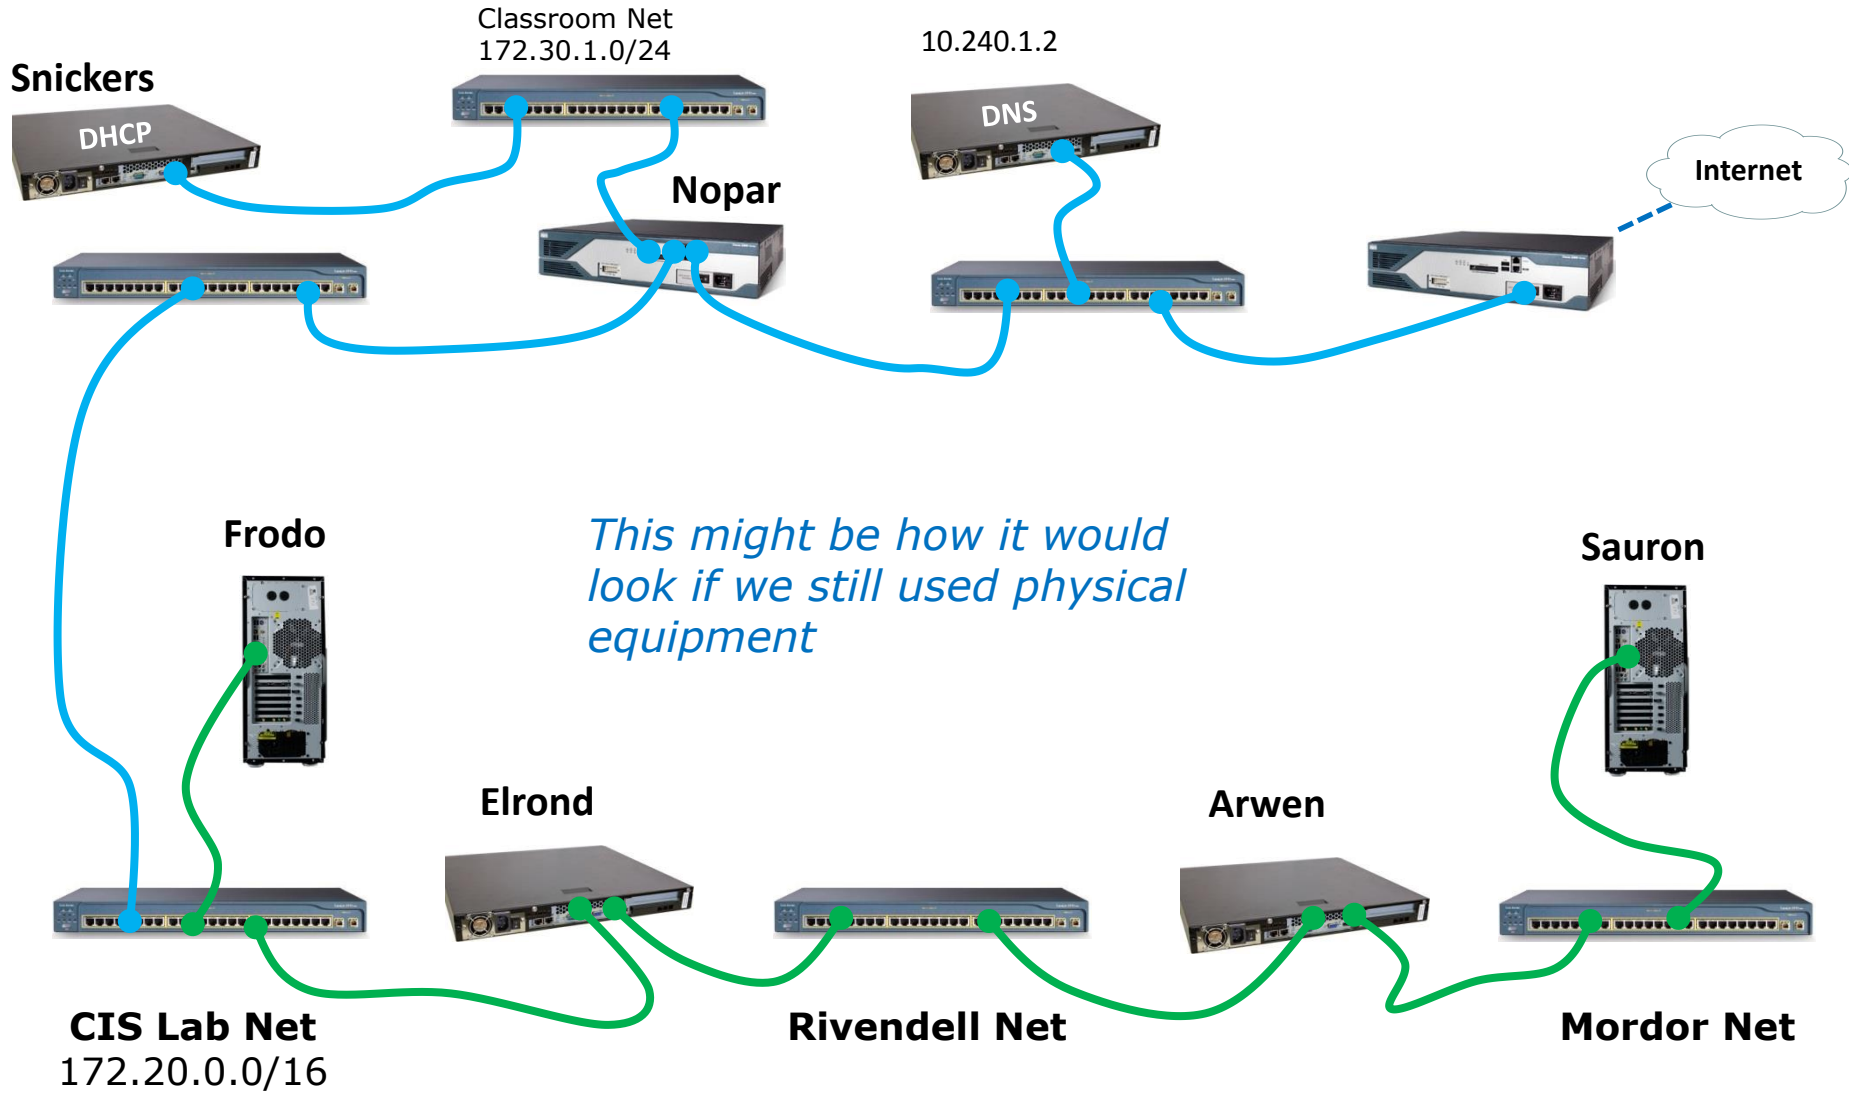 Classroom Net
172.30.1.0/24
10.240.1.2
Snickers
DHCP
DNS
Nopar
Internet
Frodo
This might be how it would
look if we still used physical
equipment
Sauron
Elrond
Arwen
CIS Lab Net
172.20.0.0/16
Rivendell Net
Mordor Net